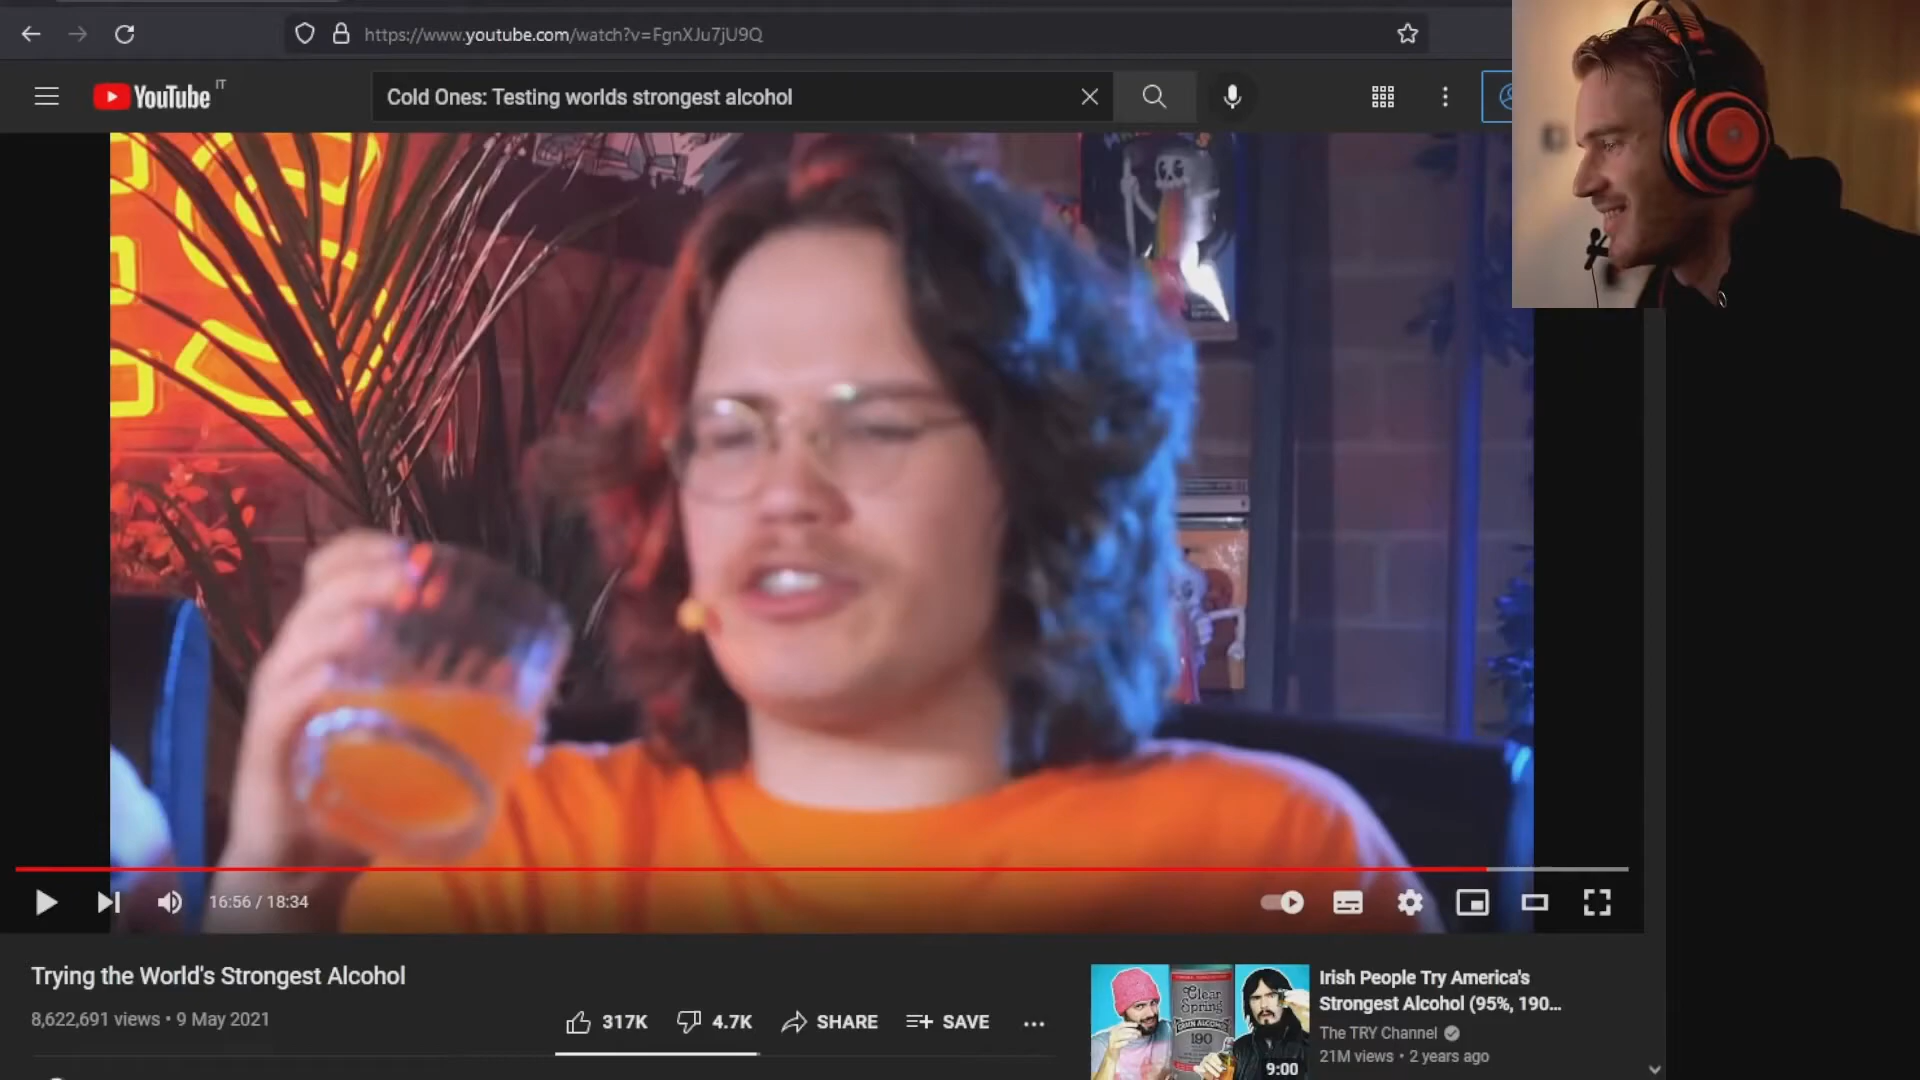 https://www.youtube.com/watch?v=FgnXJu7jU9Q
YouTube IT
Cold Ones: Testing worlds strongest alcohol
16:56 / 18:34
Trying the World's Strongest Alcohol
8,622,691 views • 9 May 2021
317K
4.7K
SHARE
SAVE
Clear
Spring
GRAIN ALCOHOL
190
9:00
Irish People Try America's
Strongest Alcohol (95%, 190...
The TRY Channel
21M views • 2 years ago